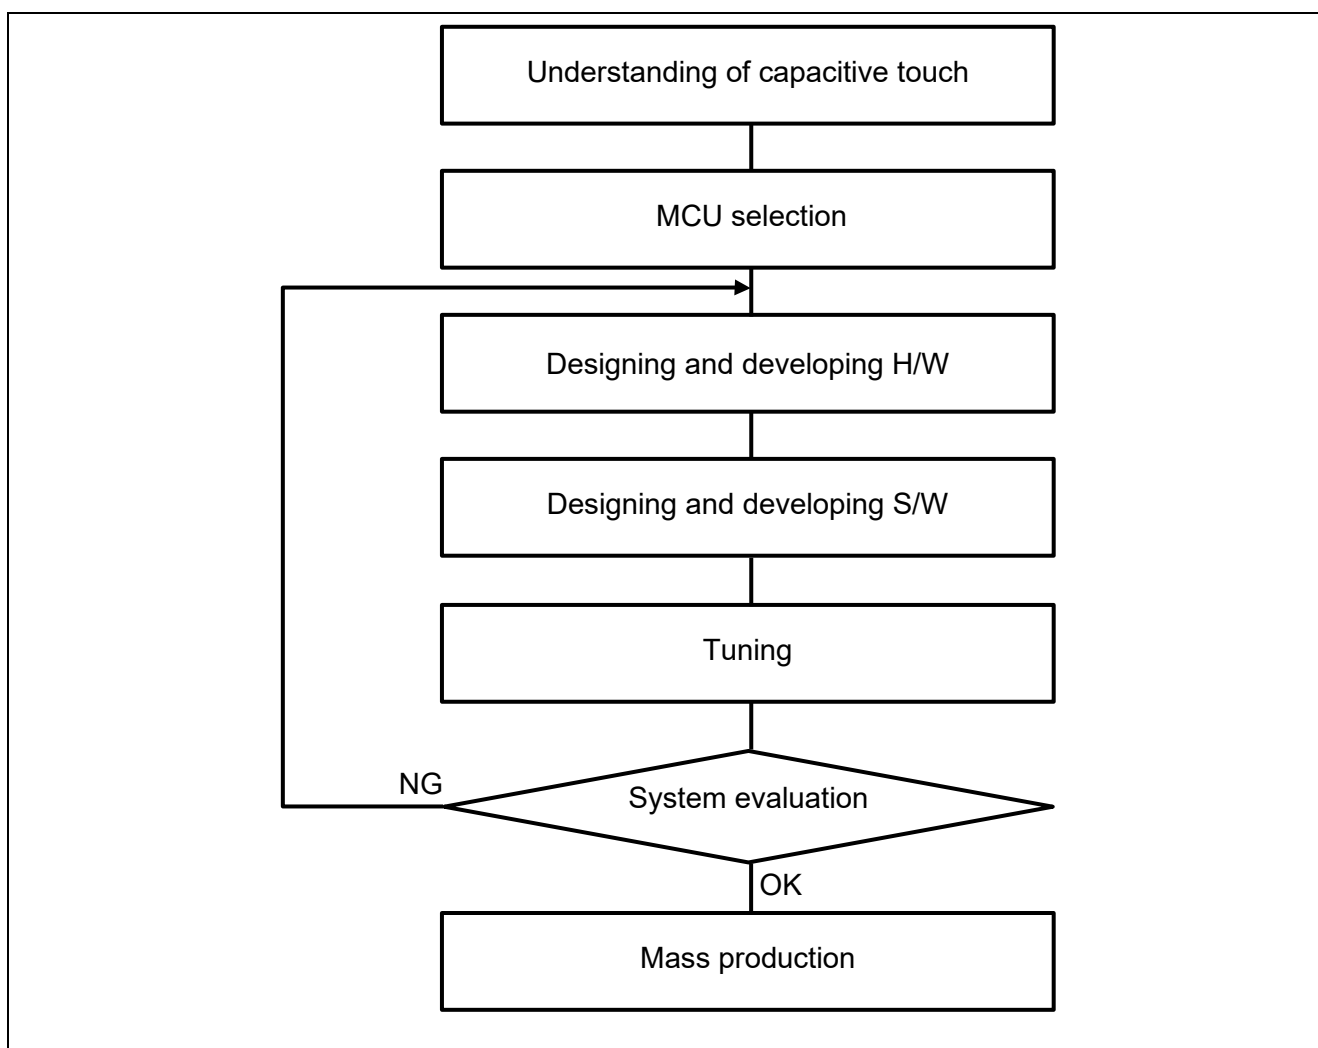 Understanding of capacitive touch
MCU selection
Designing and developing H/W
Designing and developing S/W
Tuning
NG
System evaluation
OK
Mass production